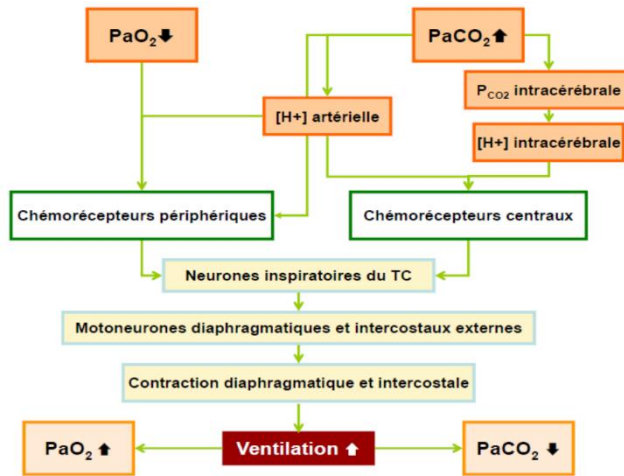 PaO₂ 🡇
PaCO₂ 🡅
P_CO2 intracérébrale
[H+] artérielle
[H+] intracérébrale
Chémorécepteurs périphériques
Chémorécepteurs centraux
Neurones inspiratoires du TC
Motoneurones diaphragmatiques et intercostaux externes
Contraction diaphragmatique et intercostale
PaO₂ 🡅
Ventilation 🡅
PaCO₂ 🡇